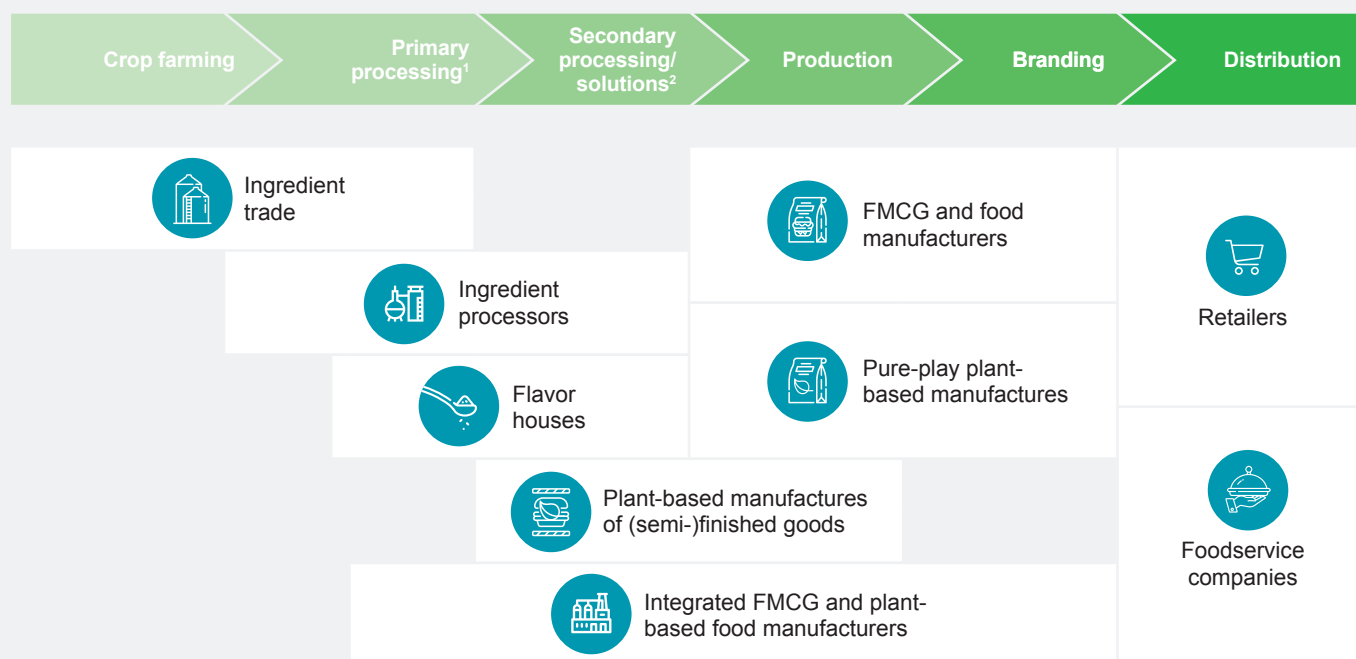 Crop farming
Primary
processing¹
Secondary
processing/
solutions²
Production
Branding
Distribution
Ingredient
trade
Ingredient
processors
Flavor
houses
Plant-based manufactures
of (semi-)finished goods
Integrated FMCG and plant-
based food manufacturers
FMCG and food
manufacturers
Pure-play plant-
based manufactures
Retailers
Foodservice
companies